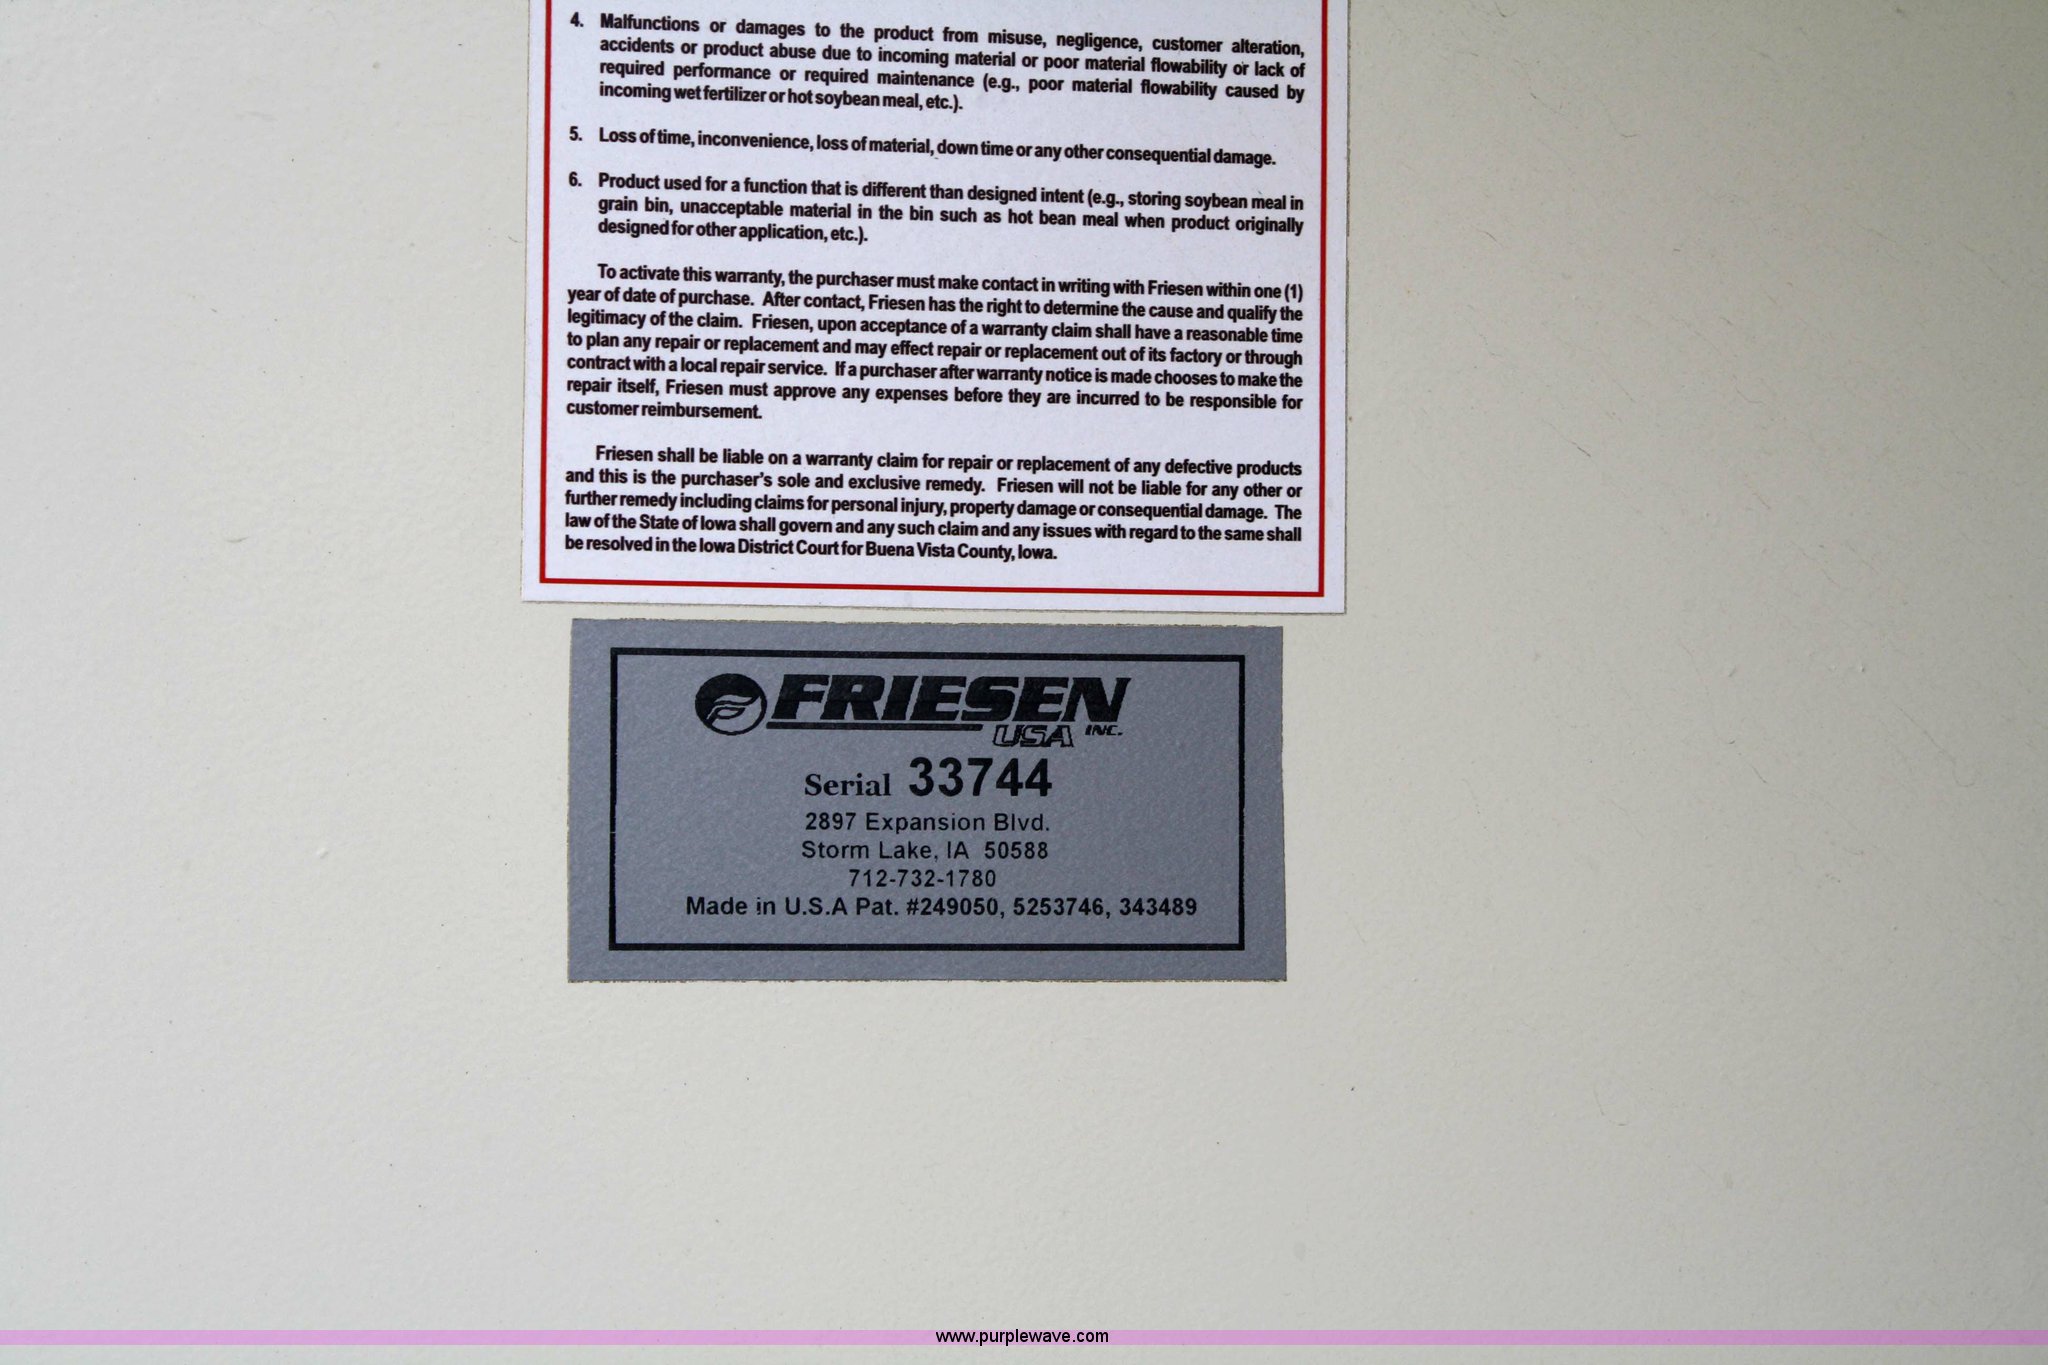 4. Malfunctions or damages to the product from misuse, negligence, customer alteration,
accidents or product abuse due to incoming material or poor material flowability or lack of
required performance or required maintenance (e.g., poor material flowability caused by
incoming wet fertilizer or hot soybean meal, etc.).
5. Loss of time, inconvenience, loss of material, down time or any other consequential damage.
6. Product used for a function that is different than designed intent (e.g., storing soybean meal in
grain bin, unacceptable material in the bin such as hot bean meal when product originally
designed for other application, etc.).
To activate this warranty, the purchaser must make contact in writing with Friesen within one (1)
year of date of purchase. After contact, Friesen has the right to determine the cause and qualify the
legitimacy of the claim. Friesen, upon acceptance of a warranty claim shall have a reasonable time
to plan any repair or replacement and may effect repair or replacement out of its factory or through
contract with a local repair service. If a purchaser after warranty notice is made chooses to make the
repair itself, Friesen must approve any expenses before they are incurred to be responsible for
customer reimbursement.
Friesen shall be liable on a warranty claim for repair or replacement of any defective products
and this is the purchaser's sole and exclusive remedy. Friesen will not be liable for any other or
further remedy including claims for personal injury, property damage or consequential damage. The
law of the State of Iowa shall govern and any such claim and any issues with regard to the same shall
be resolved in the Iowa District Court for Buena Vista County, Iowa.
FRIESEN
USA INC.
Serial 33744
2897 Expansion Blvd.
Storm Lake, IA 50588
712-732-1780
Made in U.S.A Pat. #249050, 5253746, 343489
www.purplewave.com